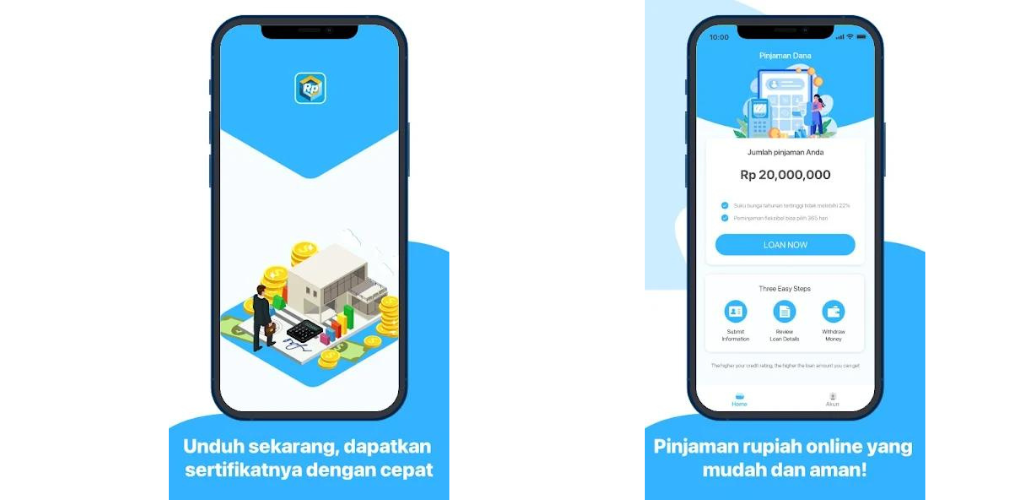 Rp
Unduh sekarang, dapatkan
sertifikatnya dengan cepat
10:00
Pinjaman Dana
Jumlah pinjaman Anda
Rp 20,000,000
Suku bunga tahunan tertinggi tidak melebihi 22%
Peminjaman fleksibel bisa pilih 365 hari
LOAN NOW
Three Easy Steps
Submit
Information
Review
Loan Details
Withdraw
Money
The higher your credit rating, the higher the loan amount you can get
Home
Akun
Pinjaman rupiah online yang
mudah dan aman!